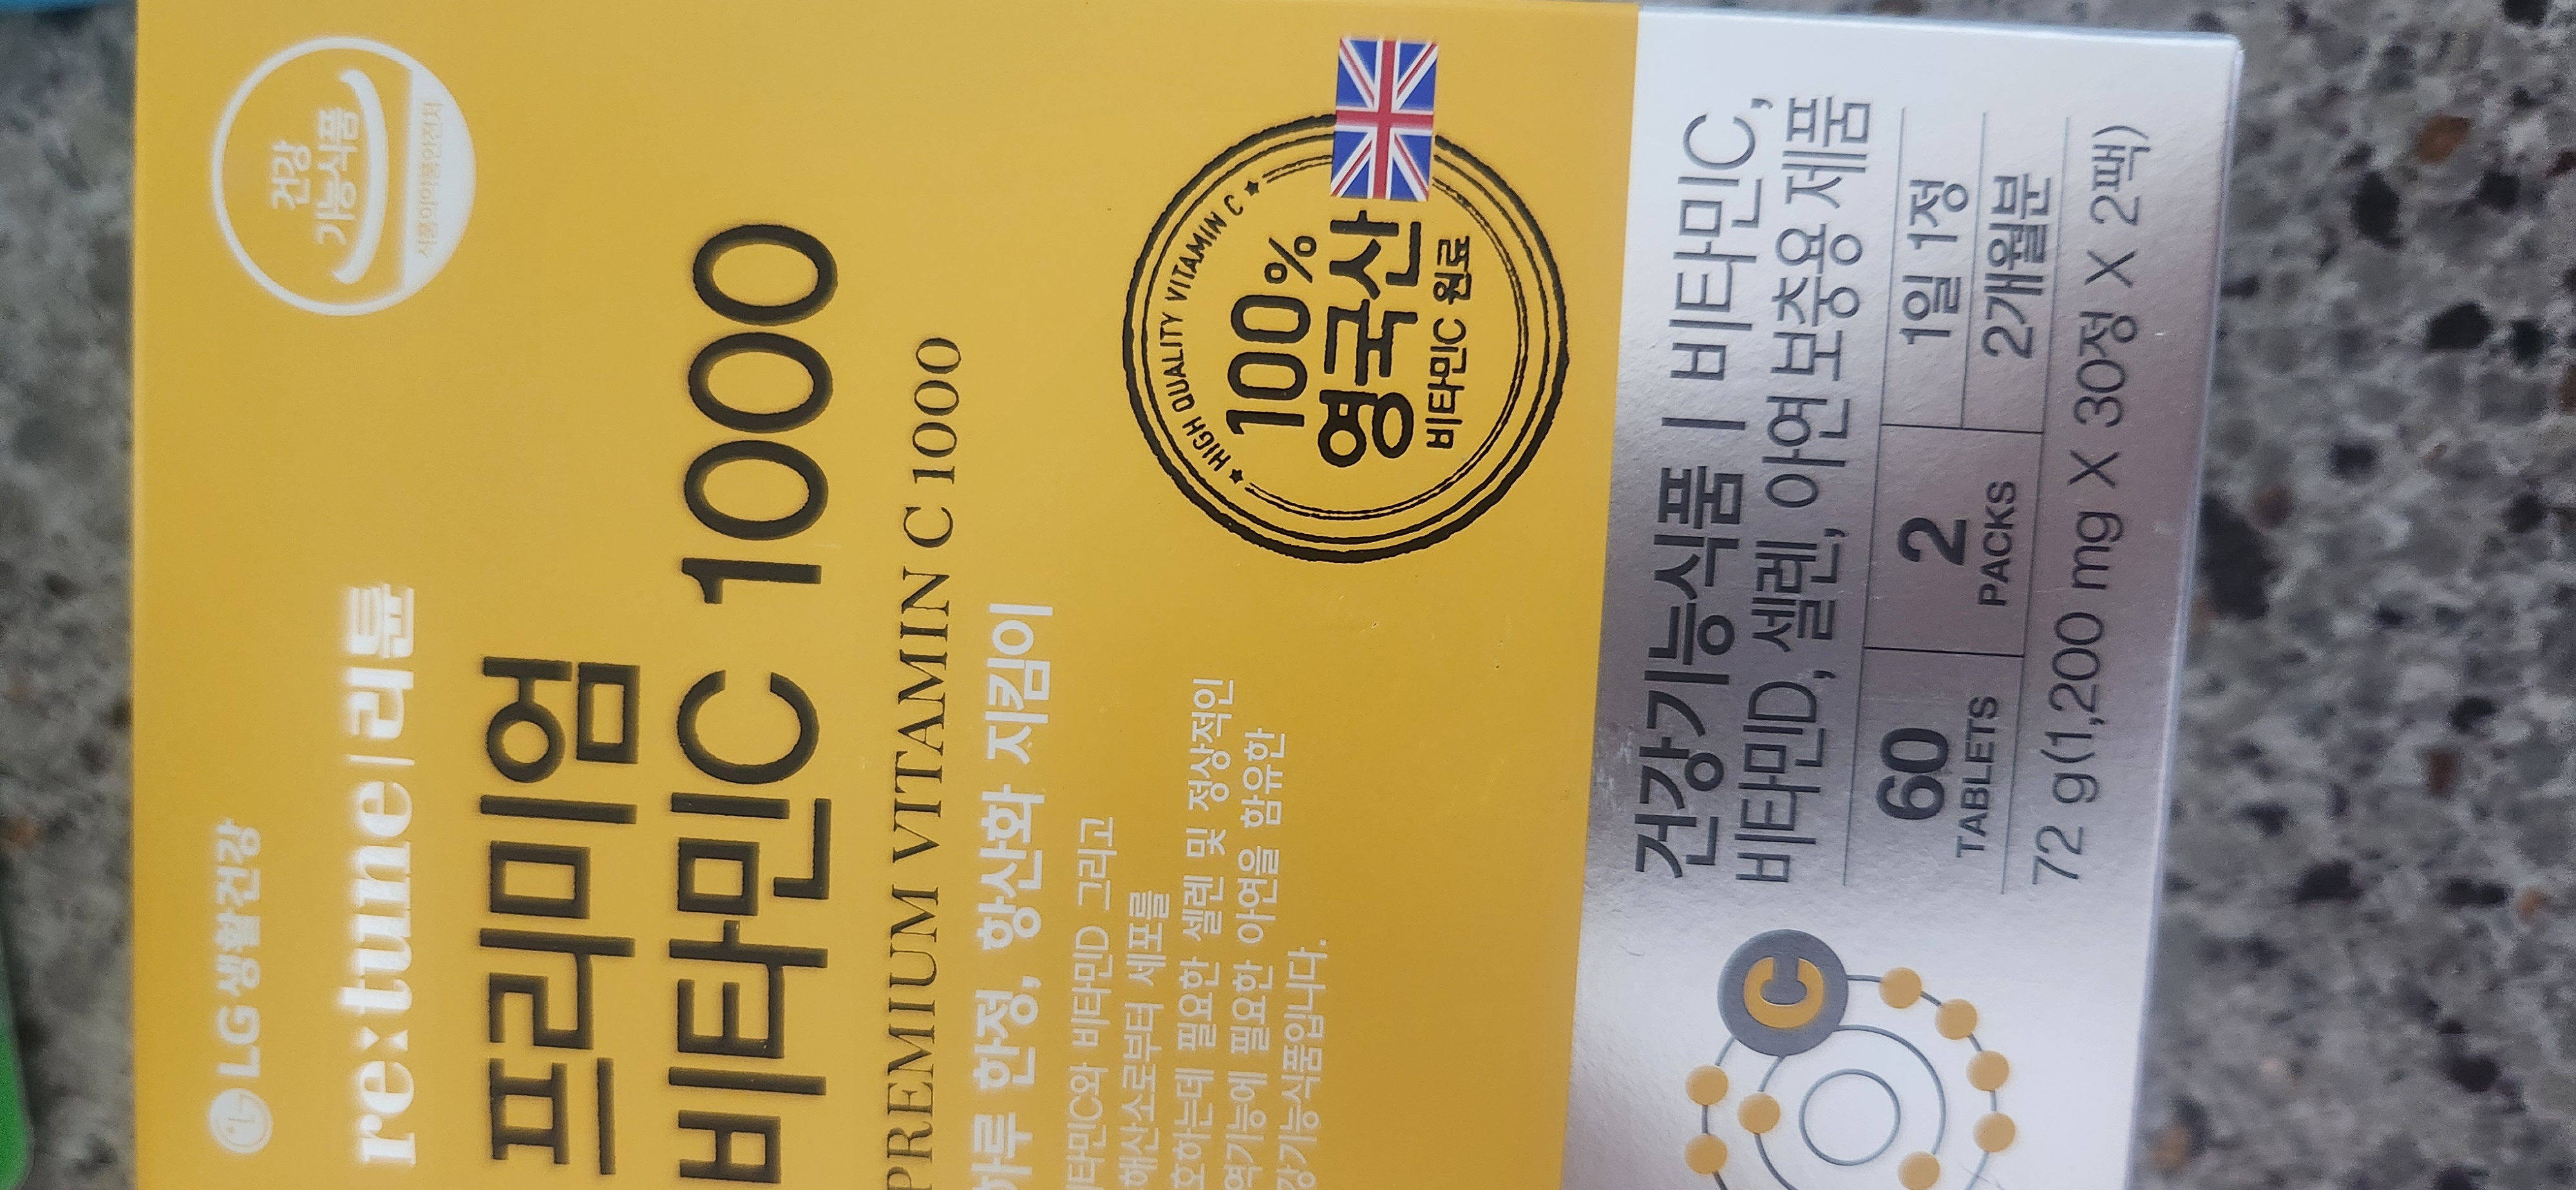 LG생활건강
건강
기능식품
식품의약품안전처
re:tune|리튠
프리미엄
비타민C 1000
PREMIUM VITAMIN C 1000
하루 한정, 항산화 지킴이
비타민C와 비타민D 그리고
유해산소로부터 세포를
보호하는데 필요한 셀렌 및 정상적인
면역기능에 필요한 아연을 함유한
건강기능식품입니다.
HIGH QUALITY VITAMIN C
100%
영국산
비타민C 원료
건강기능식품 | 비타민C,
비타민D, 셀렌, 아연 보충용 제품
60
TABLETS
2
PACKS
1일 1정
2개월분
72 g(1,200 mg X 30정 X 2팩)
C